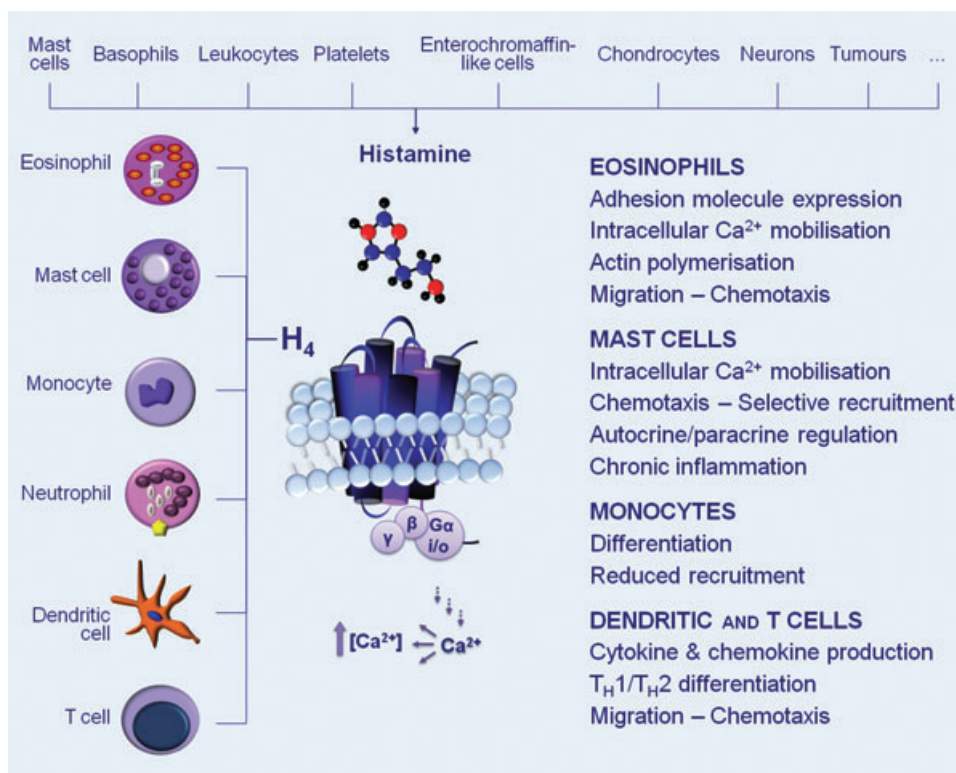 Mast cells Basophils Leukocytes Platelets Enterochromaffin-like cells Chondrocytes Neurons Tumours ...
Histamine
Eosinophil
Mast cell
Monocyte
Neutrophil
Dendritic cell
T cell
H₄
γ
β
Gα
i/o
[Ca²⁺]
Ca²⁺
EOSINOPHILS
Adhesion molecule expression
Intracellular Ca²⁺ mobilisation
Actin polymerisation
Migration – Chemotaxis
MAST CELLS
Intracellular Ca²⁺ mobilisation
Chemotaxis – Selective recruitment
Autocrine/paracrine regulation
Chronic inflammation
MONOCYTES
Differentiation
Reduced recruitment
DENDRITIC AND T CELLS
Cytokine & chemokine production
T_H1/T_H2 differentiation
Migration – Chemotaxis